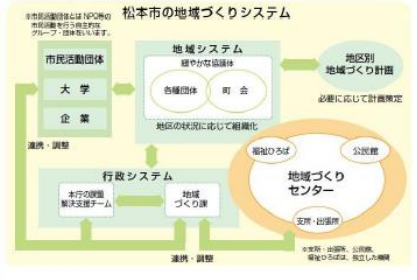 松本市の地域づくりシステム
※市民活動団体とはNPO等の
市民活動を行う自主的な
グループ・団体をいいます。
市民活動団体
大学
企業
連携・調整
地域システム
緩やかな協議体
各種団体
町会
地区の状況に応じて組織化
地区別
地域づくり計画
必要に応じて計画策定
行政システム
本庁の課題
解決支援チーム
地域
づくり課
連携・調整
福祉ひろば
公民館
地域づくり
センター
支所・出張所
※支所・出張所、公民館、
福祉ひろばは、独立した機関